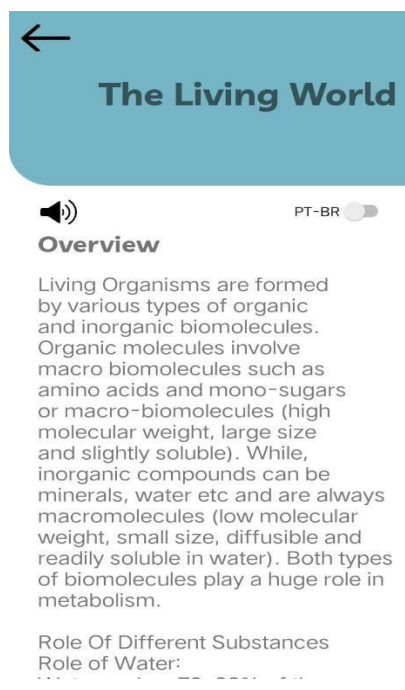 The Living World
PT-BR
Overview
Living Organisms are formed
by various types of organic
and inorganic biomolecules.
Organic molecules involve
macro biomolecules such as
amino acids and mono-sugars
or macro-biomolecules (high
molecular weight, large size
and slightly soluble). While,
inorganic compounds can be
minerals, water etc and are always
macromolecules (low molecular
weight, small size, diffusible and
readily soluble in water). Both types
of biomolecules play a huge role in
metabolism.
Role Of Different Substances
Role of Water: